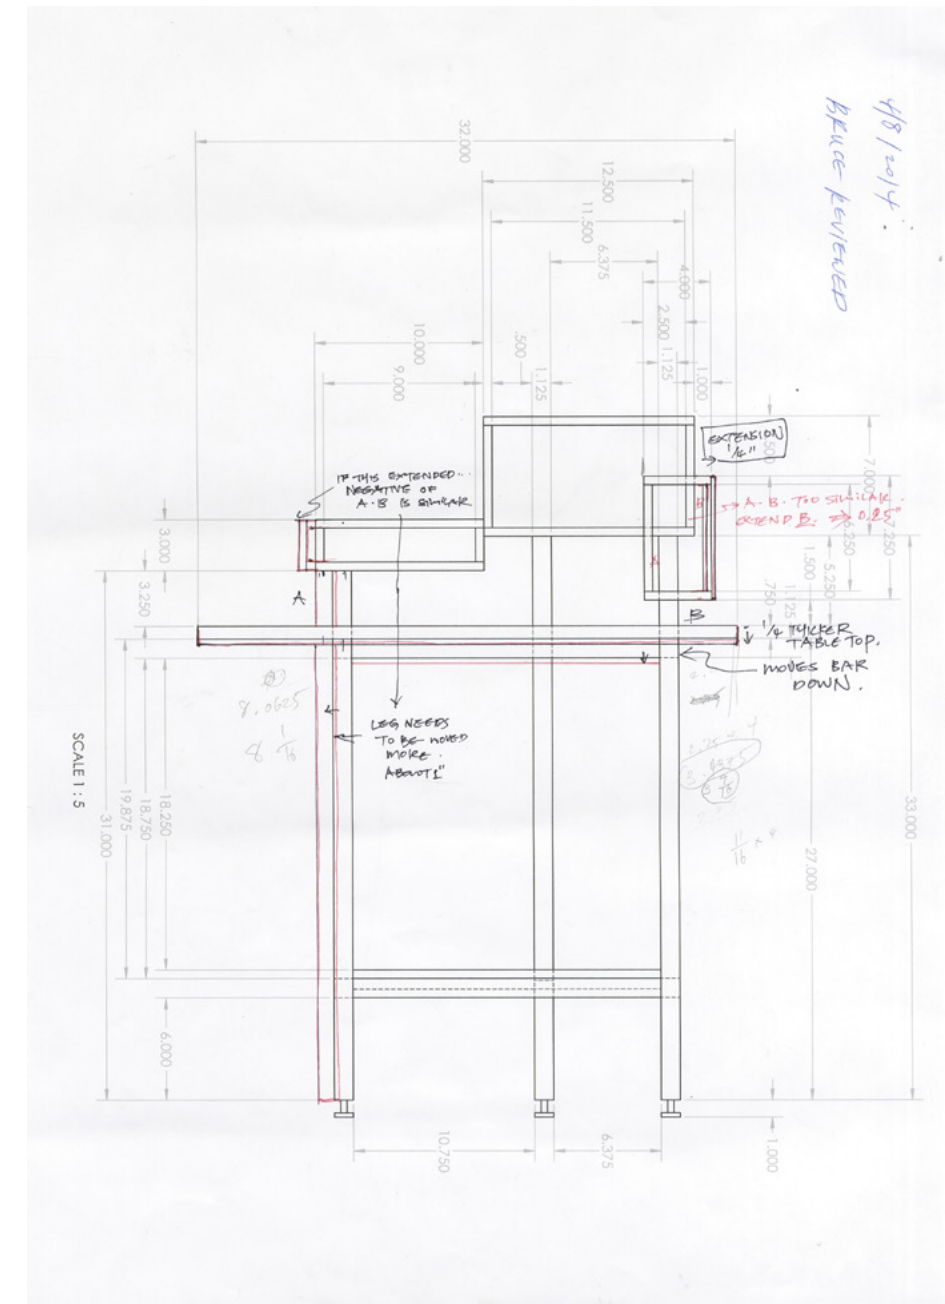 4/8/2014.
BRUCE REVIEWED
32.000
12.500
11.500
6.375
4.000
2.500
1.125
1.000
.500
1.125
10.000
9.000
.500
7.000
EXTENSION
1/4"
IF THIS EXTENDED..
NEGATIVE OF
A-B IS SIMILAR
A-B. TOO SIMILAR.
EXTEND B. 0.25"
B
A
3.000
3.250
6.250
7.250
5.250
1.500
1.125
.750
A
B
1/4 THICKER
TABLE TOP.
MOVES BAR
DOWN.
8.0625
8 1/16
LEG NEEDS
TO BE MOVED
MORE.
ABOUT 1"
11/16 x
SCALE 1 : 5
31.000
19.875
18.750
18.250
6.000
33.000
27.000
10.750
6.375
1.000